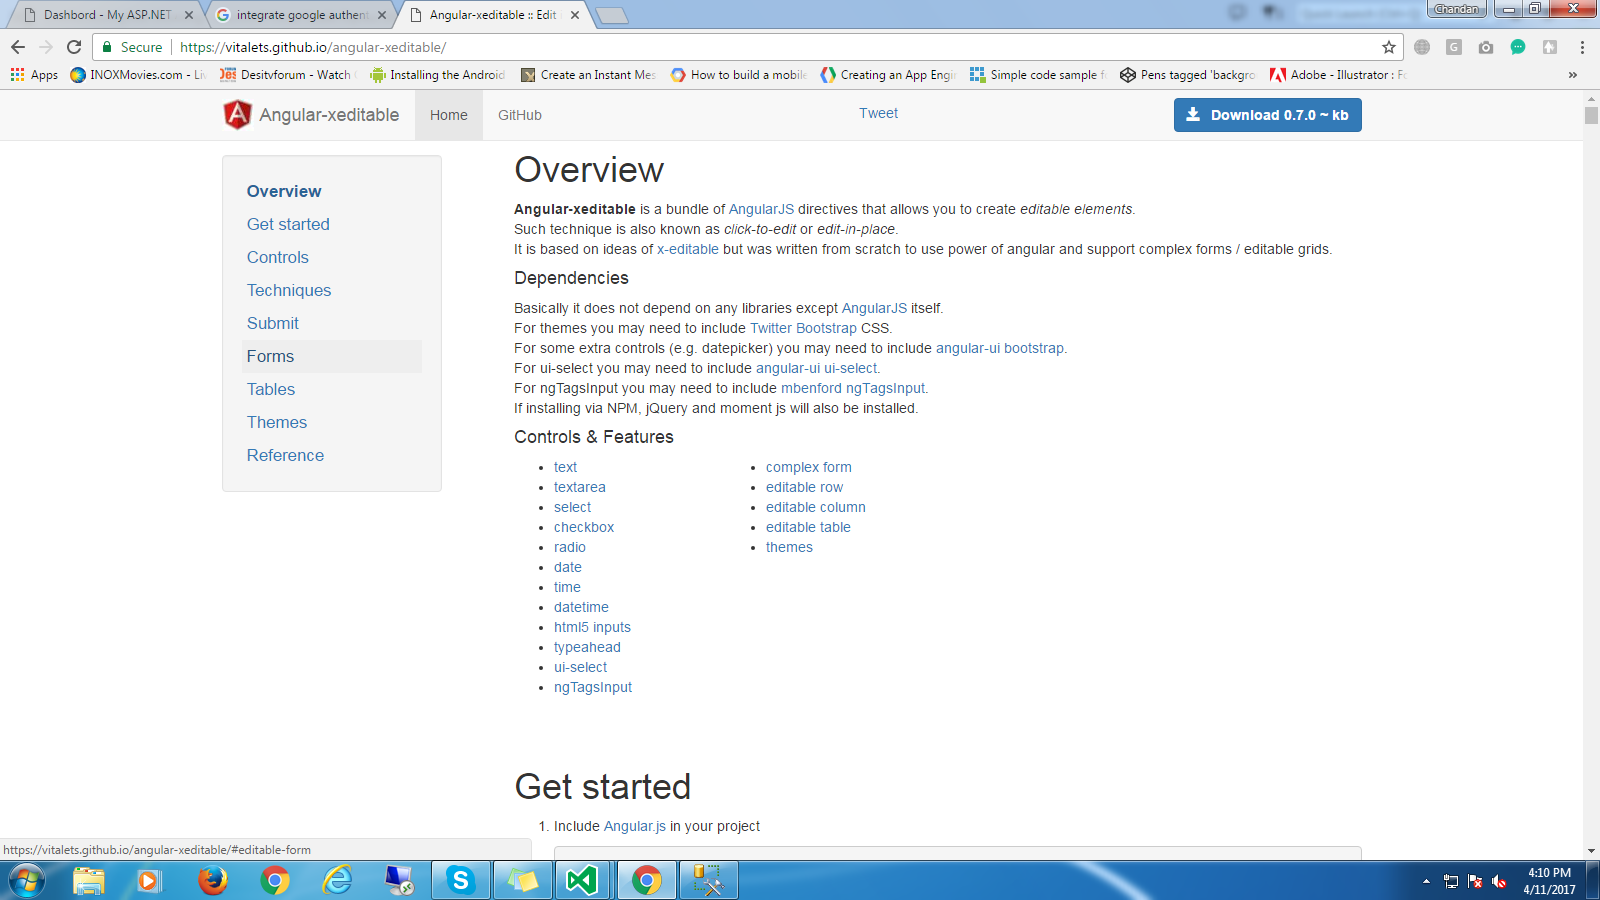 Dashbord - My ASP.NET
integrate google authent
Angular-xeditable :: Edit
Chandan
Secure
https://vitalets.github.io/angular-xeditable/
Apps
INOXMovies.com - Li
Desitvforum - Watch
Installing the Android
Create an Instant Mes
How to build a mobile
Creating an App Engi
Simple code sample f
Pens tagged 'backgro
Adobe - Illustrator : Fo
»
Angular-xeditable
Home
GitHub
Tweet
Download 0.7.0 ~ kb
Overview
Get started
Controls
Techniques
Submit
Forms
Tables
Themes
Reference
Overview
Angular-xeditable is a bundle of AngularJS directives that allows you to create editable elements.
Such technique is also known as click-to-edit or edit-in-place.
It is based on ideas of x-editable but was written from scratch to use power of angular and support complex forms / editable grids.
Dependencies
Basically it does not depend on any libraries except AngularJS itself.
For themes you may need to include Twitter Bootstrap CSS.
For some extra controls (e.g. datepicker) you may need to include angular-ui bootstrap.
For ui-select you may need to include angular-ui ui-select.
For ngTagsInput you may need to include mbenford ngTagsInput.
If installing via NPM, jQuery and moment js will also be installed.
Controls & Features
text
textarea
select
checkbox
radio
date
time
datetime
html5 inputs
typeahead
ui-select
ngTagsInput
complex form
editable row
editable column
editable table
themes
Get started
1. Include Angular.js in your project
https://vitalets.github.io/angular-xeditable/#editable-form
4:10 PM
4/11/2017